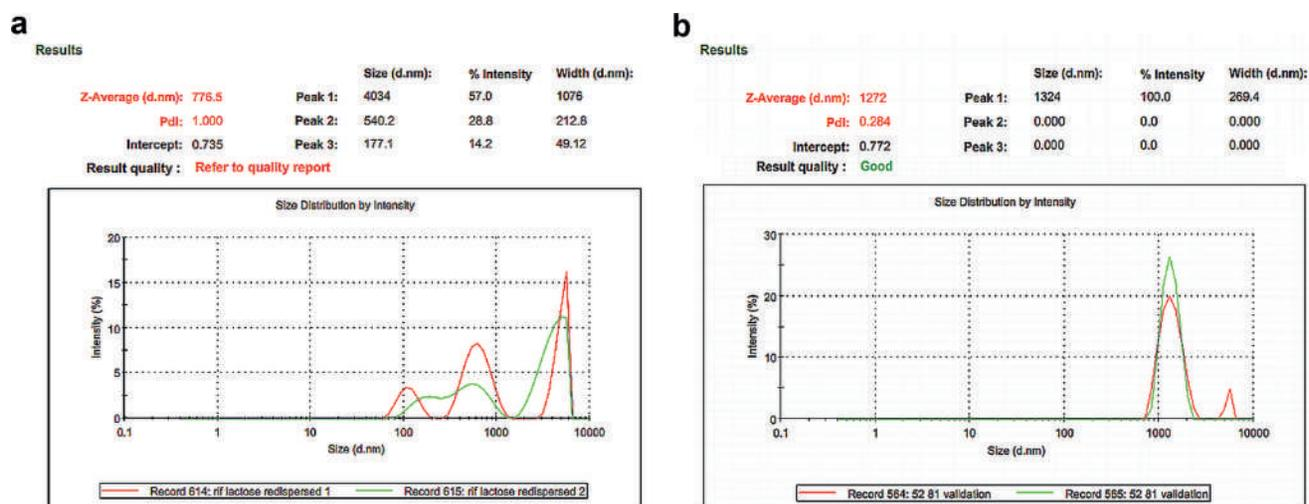 a
Results
Size (d.nm): % Intensity Width (d.nm):
Z-Average (d.nm): 776.5 Peak 1: 4034 57.0 1076
PdI: 1.000 Peak 2: 540.2 28.8 212.8
Intercept: 0.735 Peak 3: 177.1 14.2 49.12
Result quality : Refer to quality report
Size Distribution by Intensity
20
15
10
5
0
Intensity (%)
0.1 1 10 100 1000 10000
Size (d.nm)
Record 614: rif lactose redispersed 1 Record 615: rif lactose redispersed 2
b
Results
Size (d.nm): % Intensity Width (d.nm):
Z-Average (d.nm): 1272 Peak 1: 1324 100.0 269.4
PdI: 0.284 Peak 2: 0.000 0.0 0.000
Intercept: 0.772 Peak 3: 0.000 0.0 0.000
Result quality : Good
Size Distribution by Intensity
30
20
10
0
Intensity (%)
0.1 1 10 100 1000 10000
Size (d.nm)
Record 564: 52 81 validation Record 565: 52 81 validation